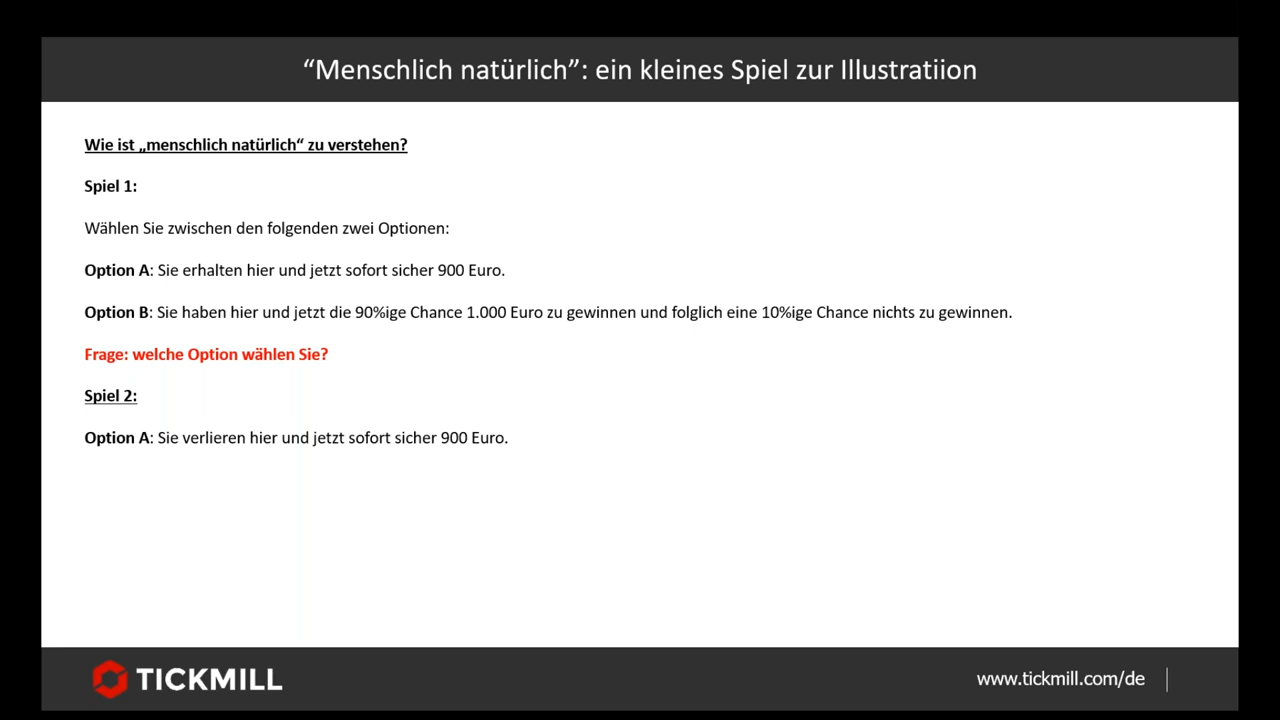 “Menschlich natürlich”: ein kleines Spiel zur Illustratiion
Wie ist „menschlich natürlich“ zu verstehen?
Spiel 1:
Wählen Sie zwischen den folgenden zwei Optionen:
Option A: Sie erhalten hier und jetzt sofort sicher 900 Euro.
Option B: Sie haben hier und jetzt die 90%ige Chance 1.000 Euro zu gewinnen und folglich eine 10%ige Chance nichts zu gewinnen.
Frage: welche Option wählen Sie?
Spiel 2:
Option A: Sie verlieren hier und jetzt sofort sicher 900 Euro.
TICKMILL
www.tickmill.com/de